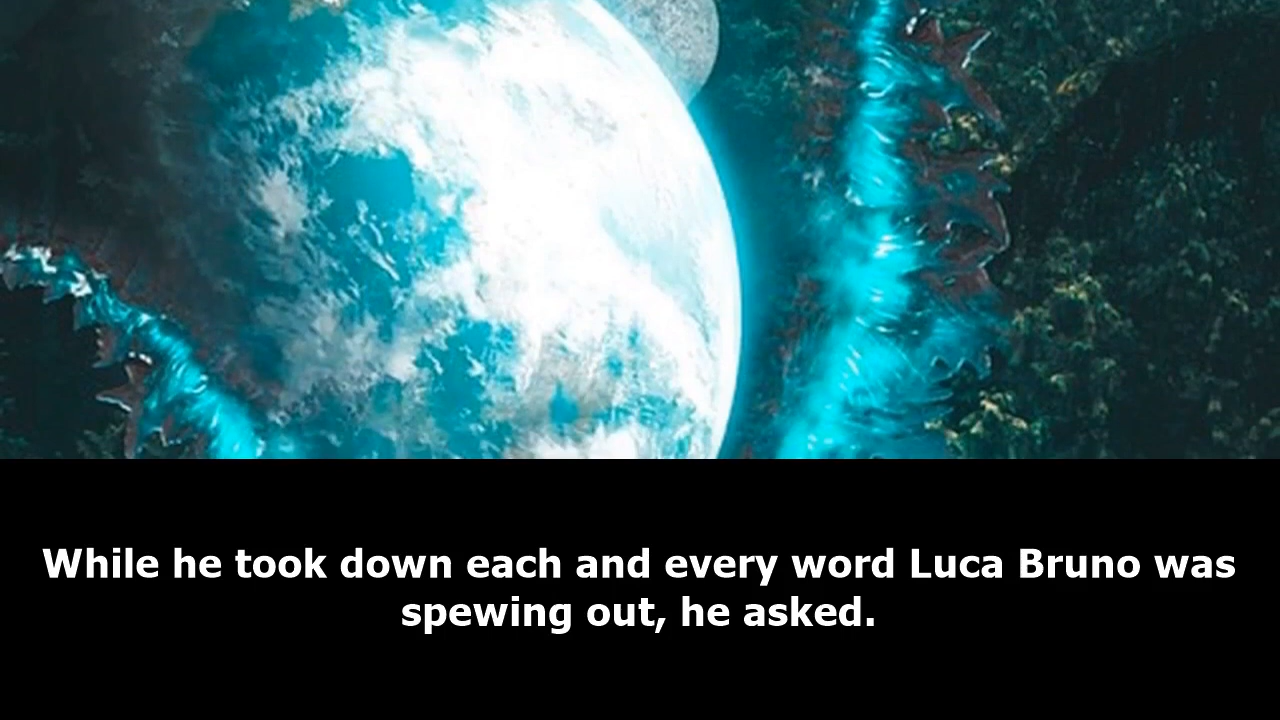 While he took down each and every word Luca Bruno was
spewing out, he asked.